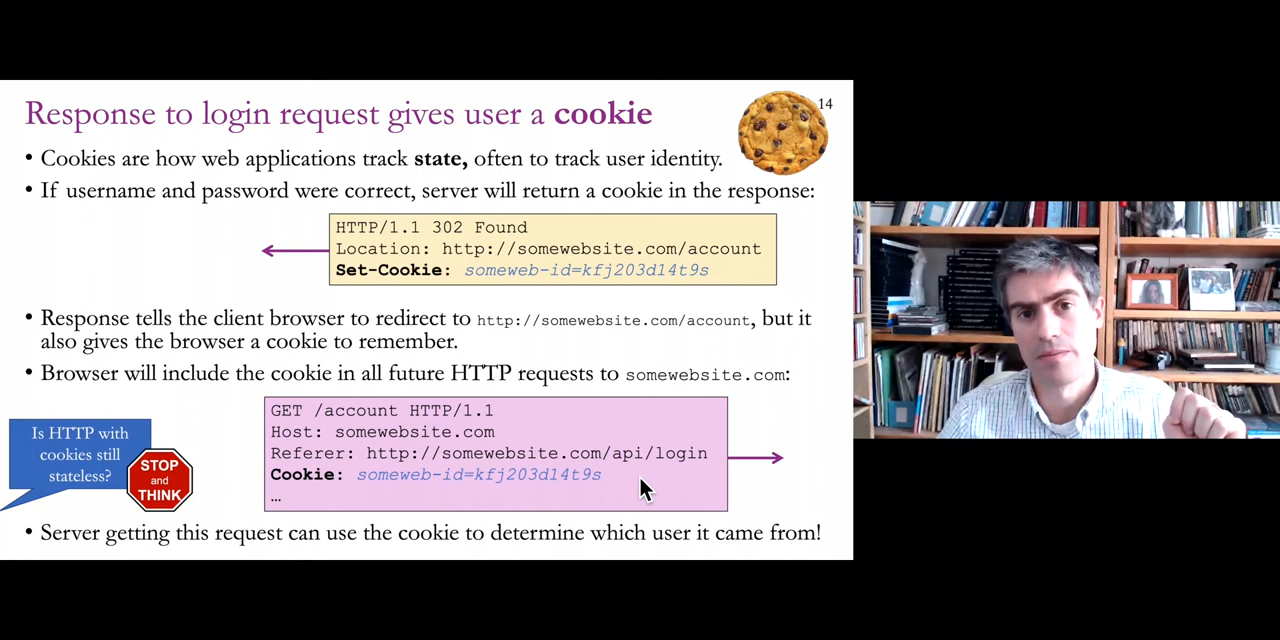 Response to login request gives user a cookie
14
• Cookies are how web applications track state, often to track user identity.
• If username and password were correct, server will return a cookie in the response:
HTTP/1.1 302 Found
Location: http://somewebsite.com/account
Set-Cookie: someweb-id=kfj203d14t9s
• Response tells the client browser to redirect to http://somewebsite.com/account, but it
also gives the browser a cookie to remember.
• Browser will include the cookie in all future HTTP requests to somewebsite.com:
GET /account HTTP/1.1
Host: somewebsite.com
Referer: http://somewebsite.com/api/login
Cookie: someweb-id=kfj203d14t9s
…
Is HTTP with
cookies still
stateless?
STOP
and
THINK
• Server getting this request can use the cookie to determine which user it came from!